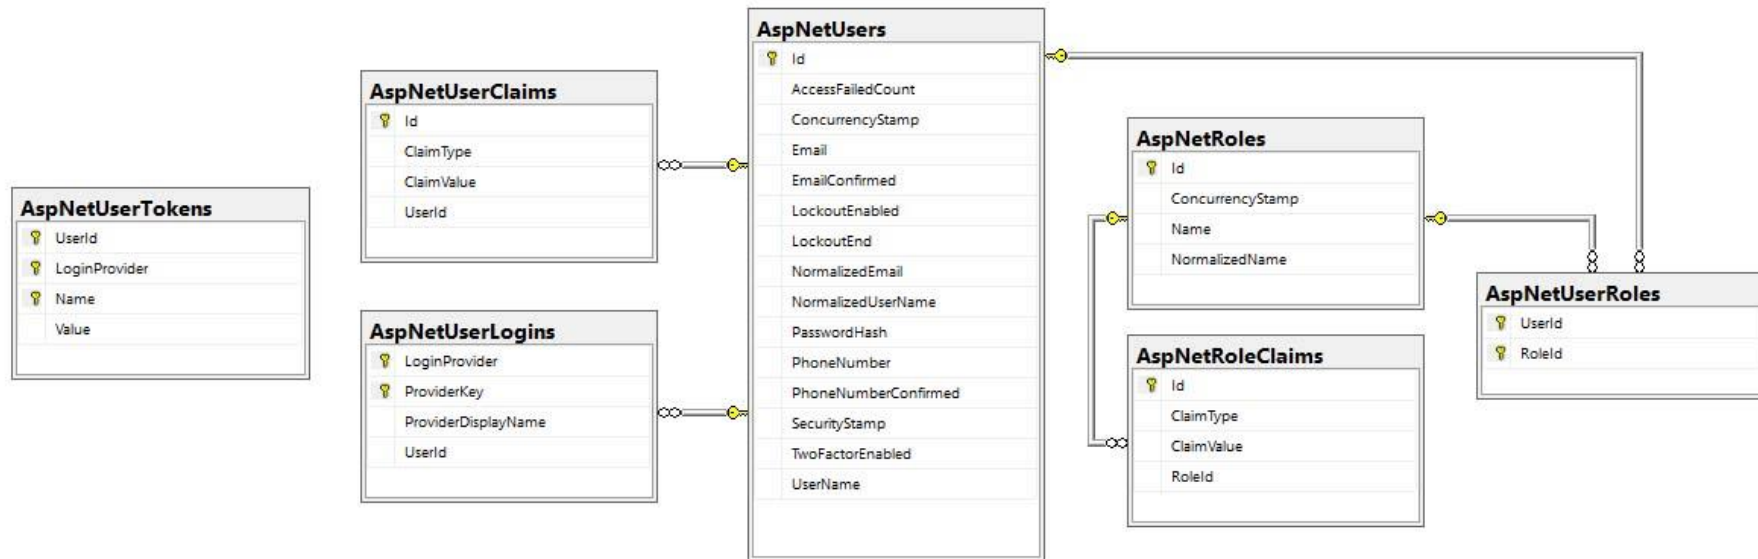 AspNetUserTokens
UserId
LoginProvider
Name
Value
AspNetUserClaims
Id
ClaimType
ClaimValue
UserId
AspNetUserLogins
LoginProvider
ProviderKey
ProviderDisplayName
UserId
AspNetUsers
Id
AccessFailedCount
ConcurrencyStamp
Email
EmailConfirmed
LockoutEnabled
LockoutEnd
NormalizedEmail
NormalizedUserName
PasswordHash
PhoneNumber
PhoneNumberConfirmed
SecurityStamp
TwoFactorEnabled
UserName
AspNetRoles
Id
ConcurrencyStamp
Name
NormalizedName
AspNetRoleClaims
Id
ClaimType
ClaimValue
RoleId
AspNetUserRoles
UserId
RoleId